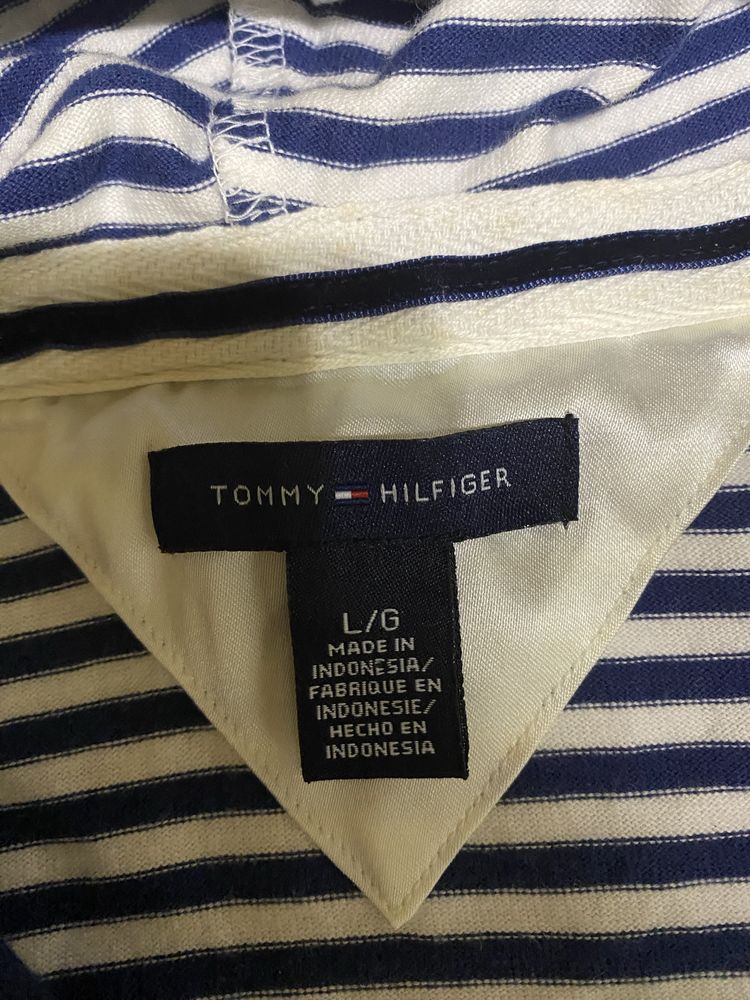 TOMMY HILFIGER
L/G
MADE IN
INDONESIA/
FABRIQUE EN
INDONESIE/
HECHO EN
INDONESIA